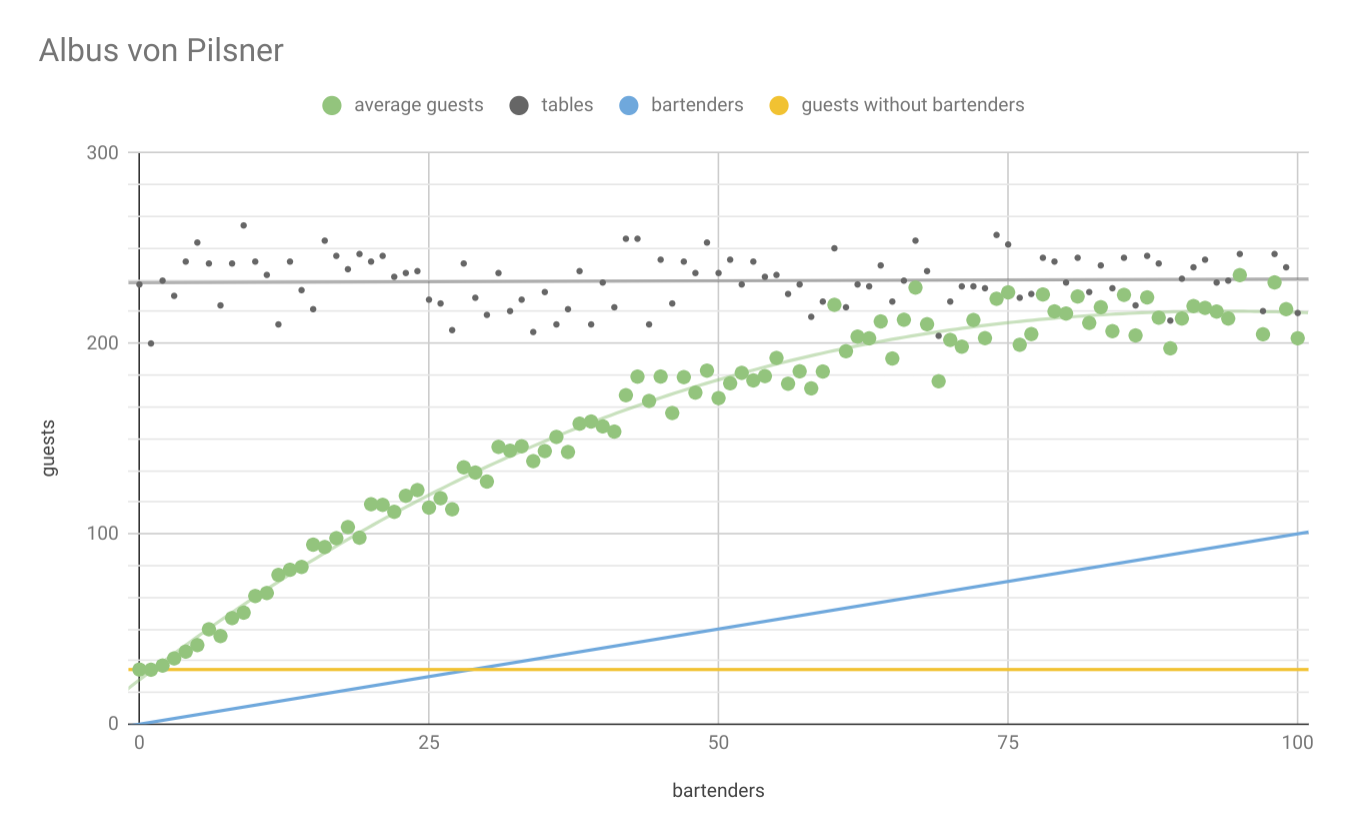 Albus von Pilsner
average guests tables bartenders guests without bartenders
300
200
100
0
guests
0 25 50 75 100
bartenders